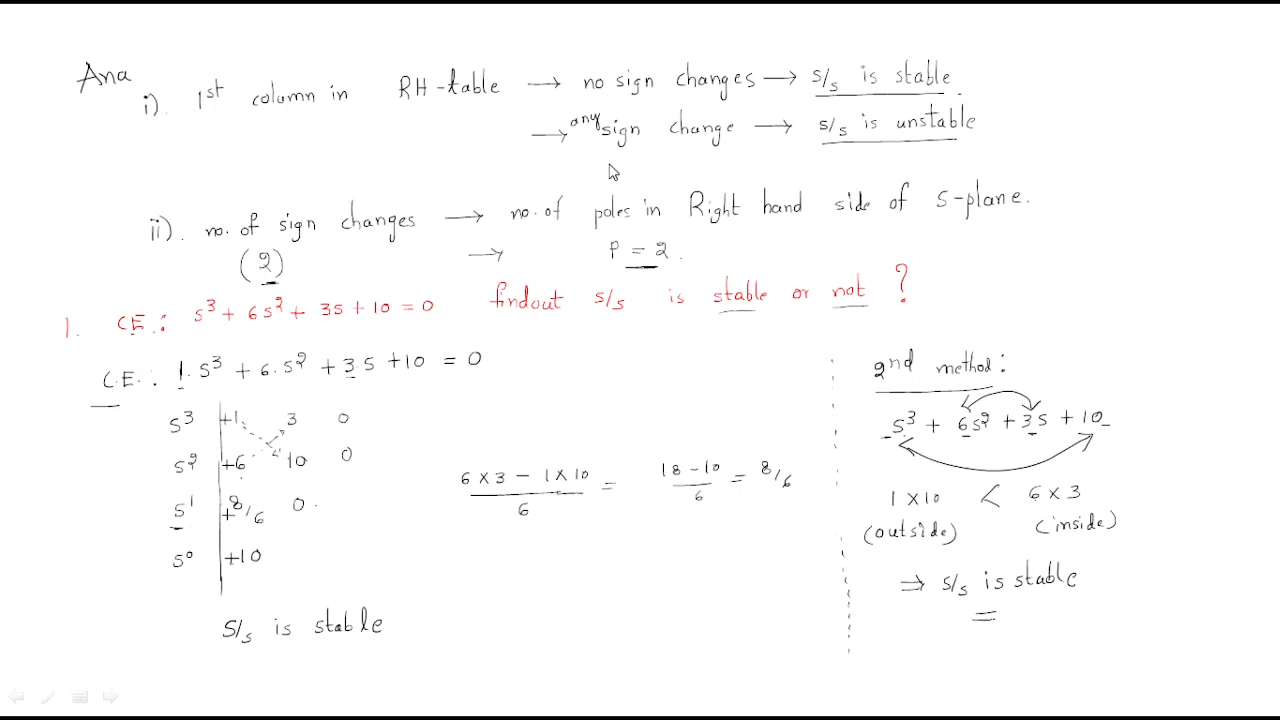 Ana
i). 1st column in RH-table → no sign changes → s/s is stable.
→ any sign change → s/s is unstable
ii). no. of sign changes → no. of poles in Right hand side of S-plane.
(2) → P = 2.
1. C.E.: s³ + 6s² + 3s + 10 = 0 findout s/s is stable or not ?
C.E. : 1. s³ + 6. s² + 3. s + 10 = 0
s³ | +1 3 0
s² | +6 10 0
s¹ | +8/6 0
s⁰ | +10
s/s is stable
6 x 3 - 1 x 10 / 6 = 18 - 10 / 6 = 8/6
2nd method :
s³ + 6s² + 3s + 10
1 x 10 < 6 x 3
(outside) (inside)
⇒ s/s is stable